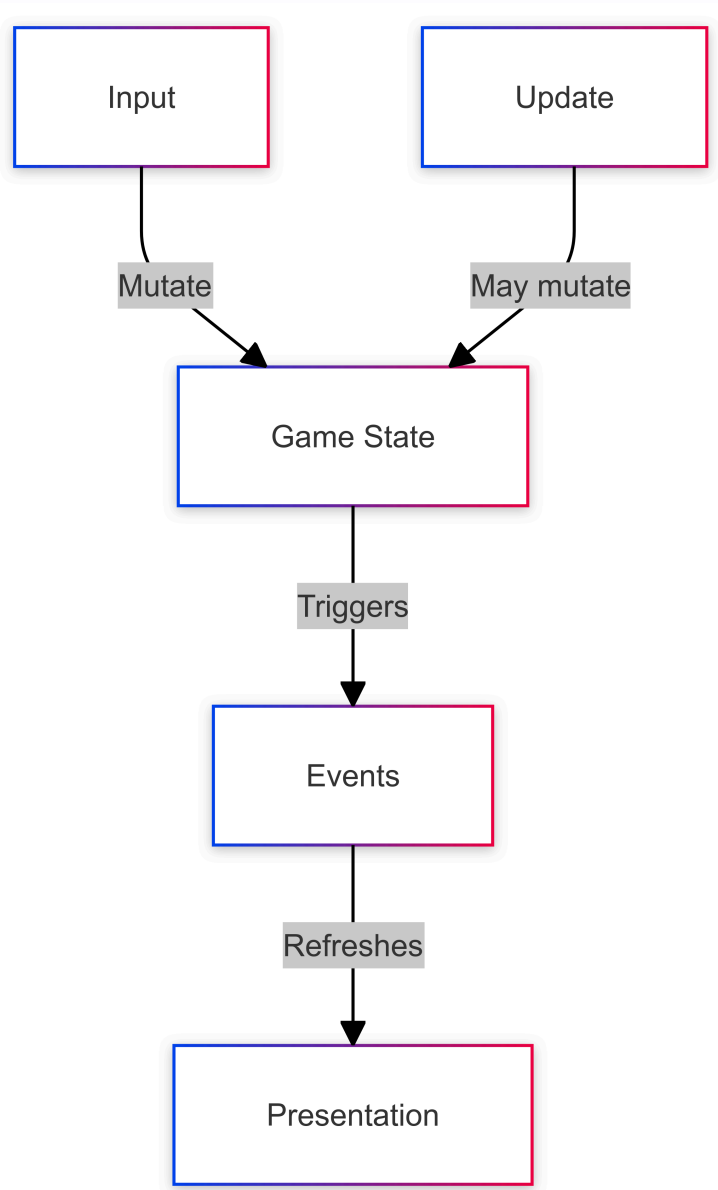 Input
Update
Mutate
May mutate
Game State
Triggers
Events
Refreshes
Presentation